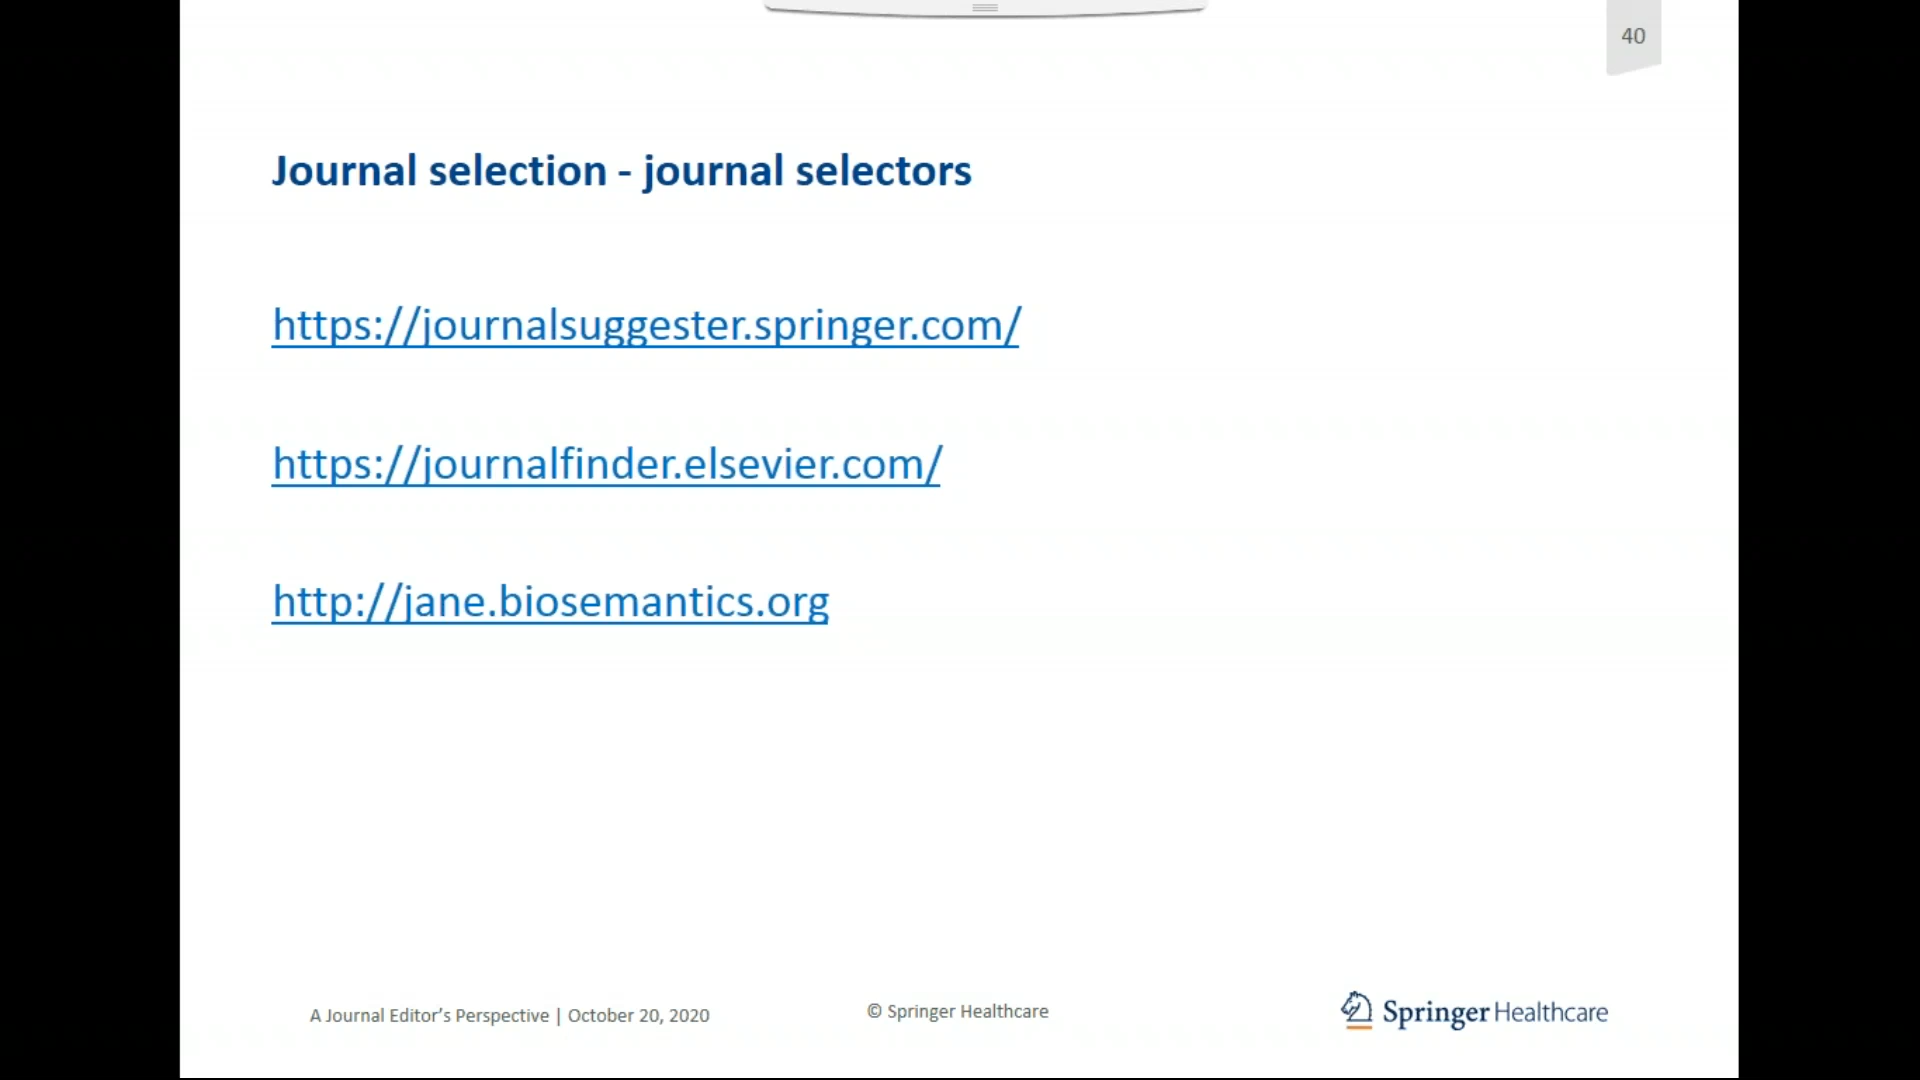 40
Journal selection - journal selectors
https://journalsuggester.springer.com/
https://journalfinder.elsevier.com/
http://jane.biosemantics.org
A Journal Editor’s Perspective | October 20, 2020
© Springer Healthcare
Springer Healthcare